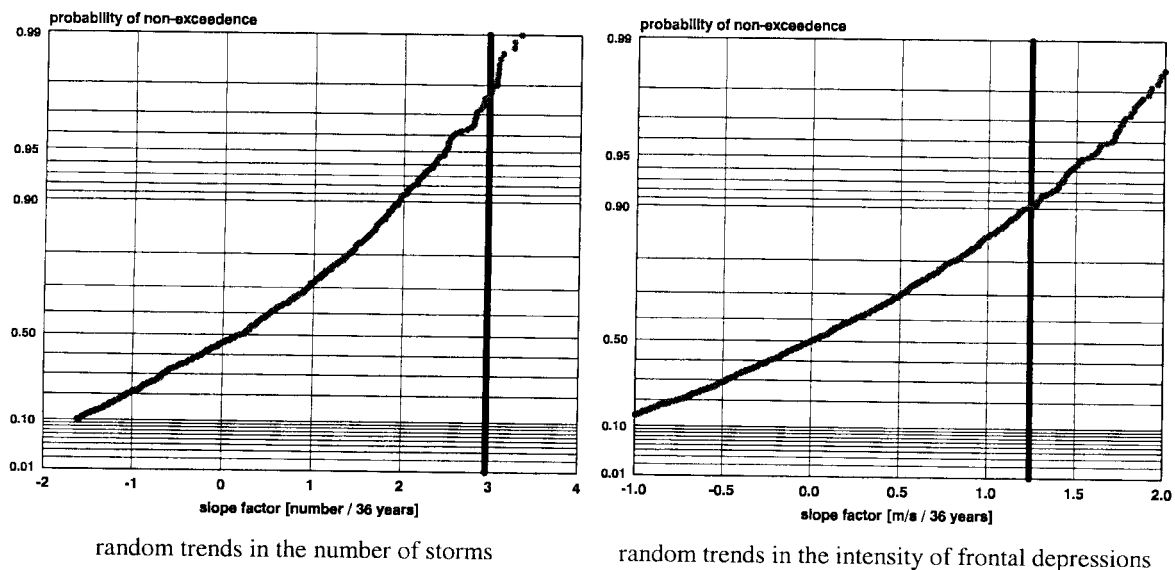 probability of non-exceedence
0.99
0.95
0.90
0.50
0.10
0.01
-2 -1 0 1 2 3 4
slope factor [number / 36 years]
random trends in the number of storms
probability of non-exceedence
0.99
0.95
0.90
0.50
0.10
0.01
-1.0 -0.5 0.0 0.5 1.0 1.5 2.0
slope factor [m/s / 36 years]
random trends in the intensity of frontal depressions